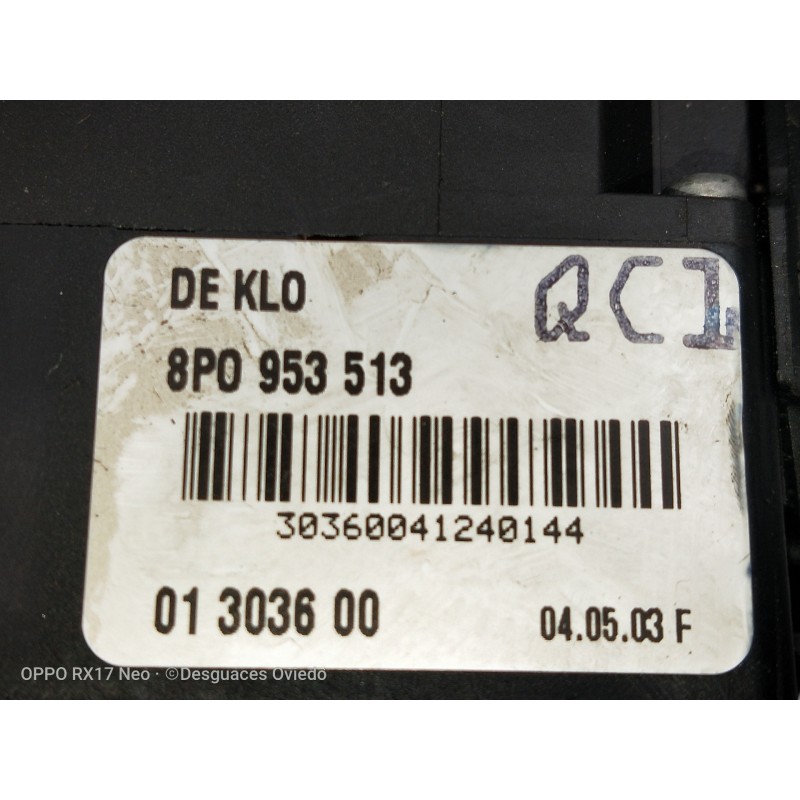 DE KLO
QC1
8P0 953 513
30360041240144
01 3036 00
04.05.03 F
OPPO RX17 Neo · ©Desguaces Oviedo